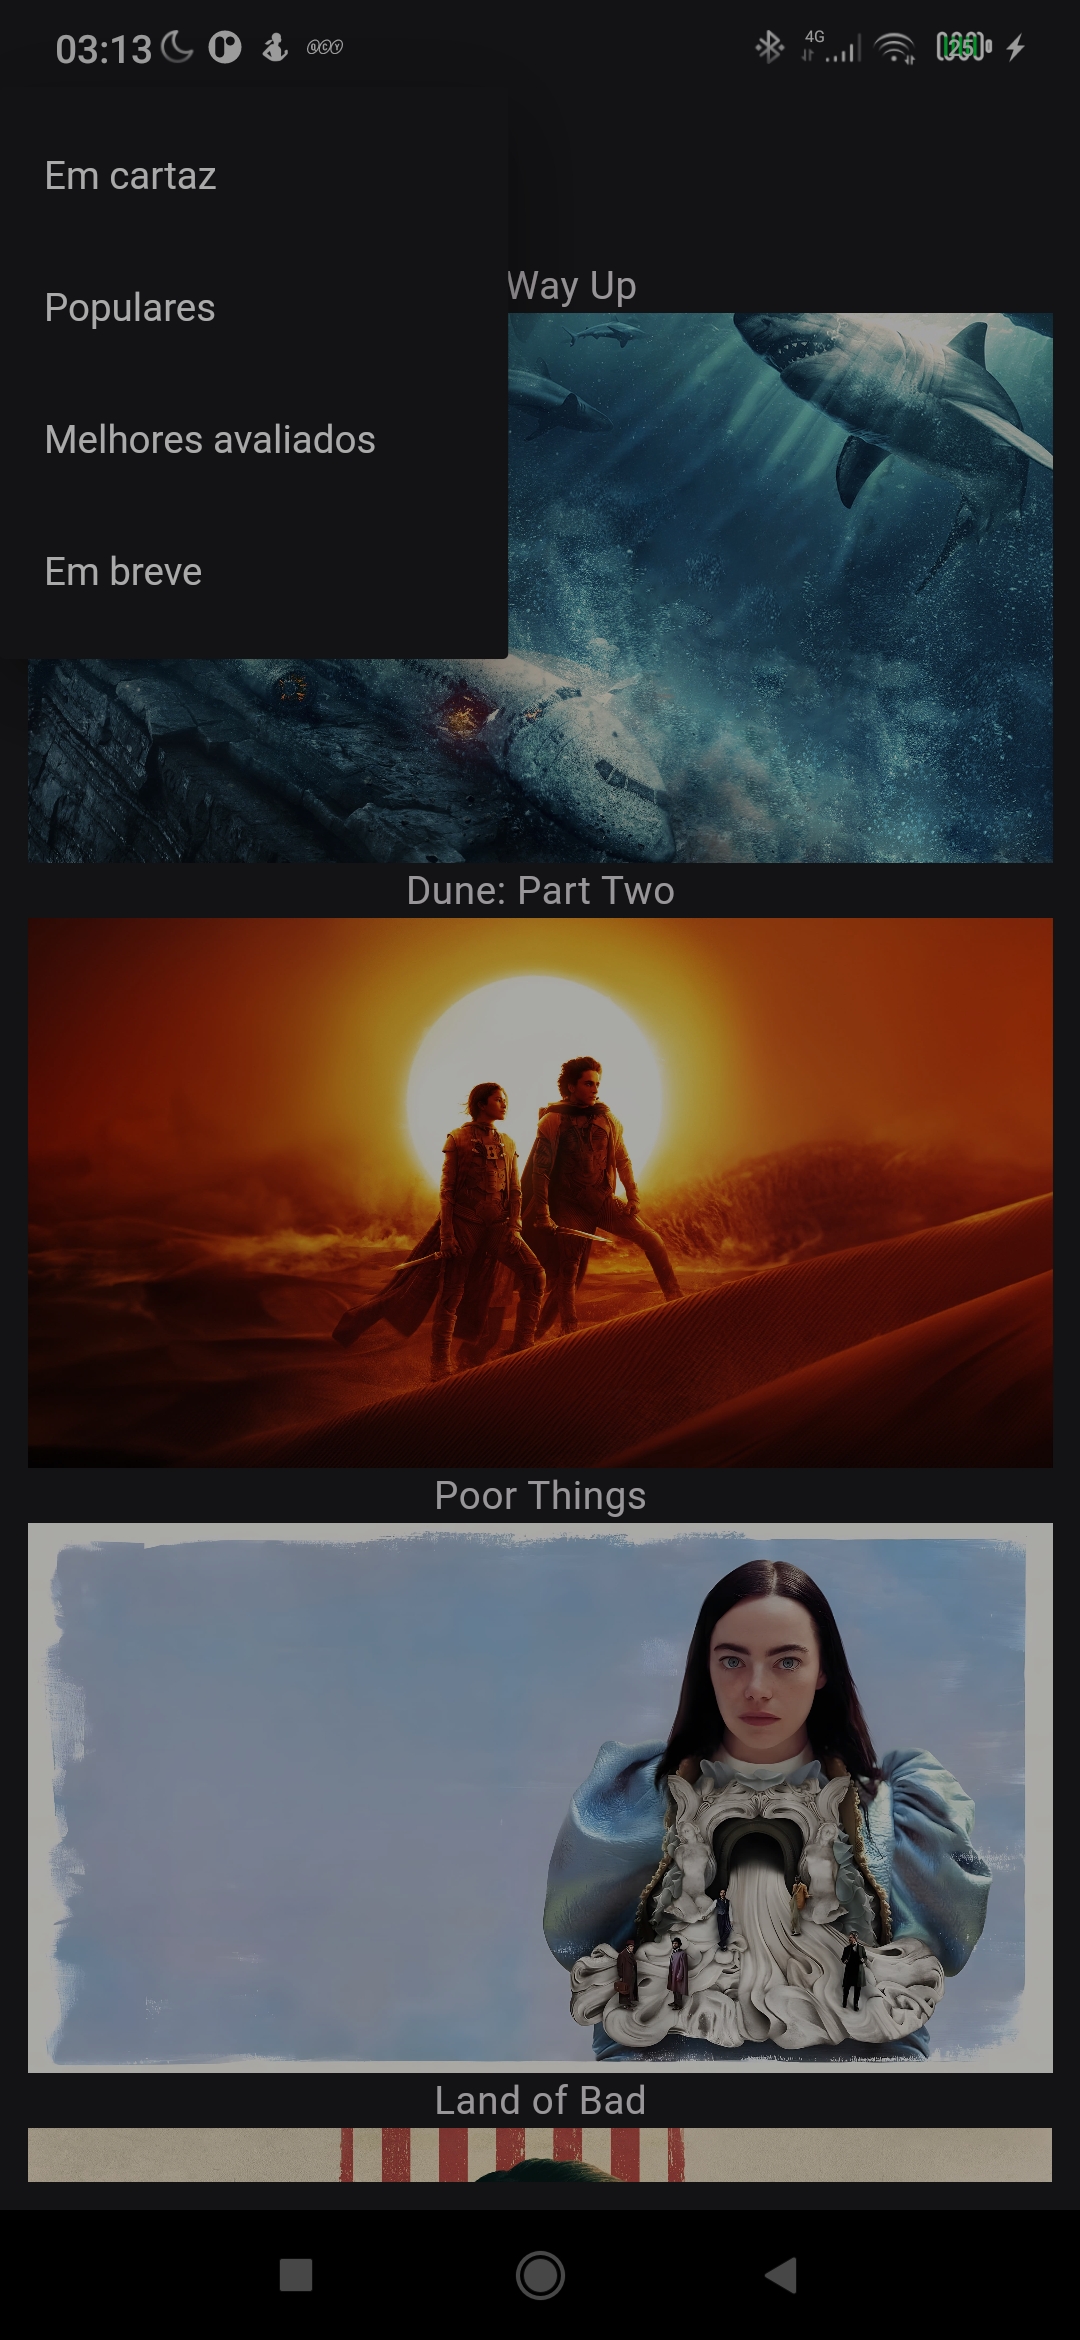 03:13
4G
25
Em cartaz
Populares
Melhores avaliados
Em breve
Way Up
Dune: Part Two
Poor Things
Land of Bad